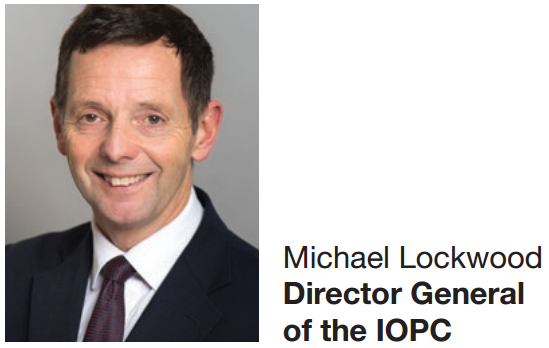 Michael Lockwood
Director General
of the IOPC